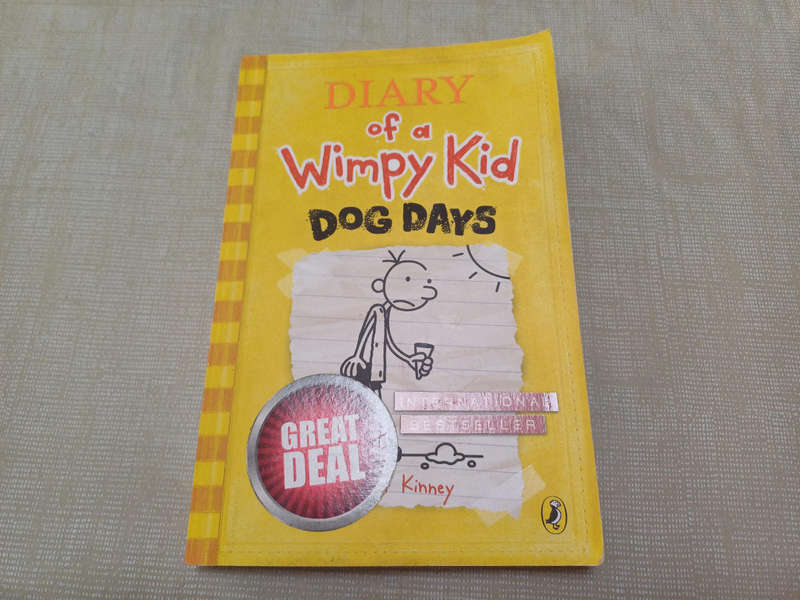 DIARY
of a
Wimpy Kid
DOG DAYS
GREAT
DEAL
INTERNATIONAL
BESTSELLER
Kinney